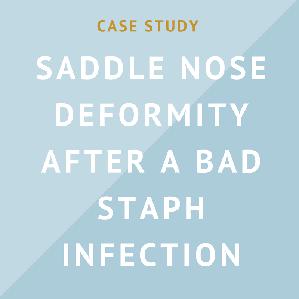 CASE STUDY
SADDLE NOSE
DEFORMITY
AFTER A BAD
STAPH
INFECTION